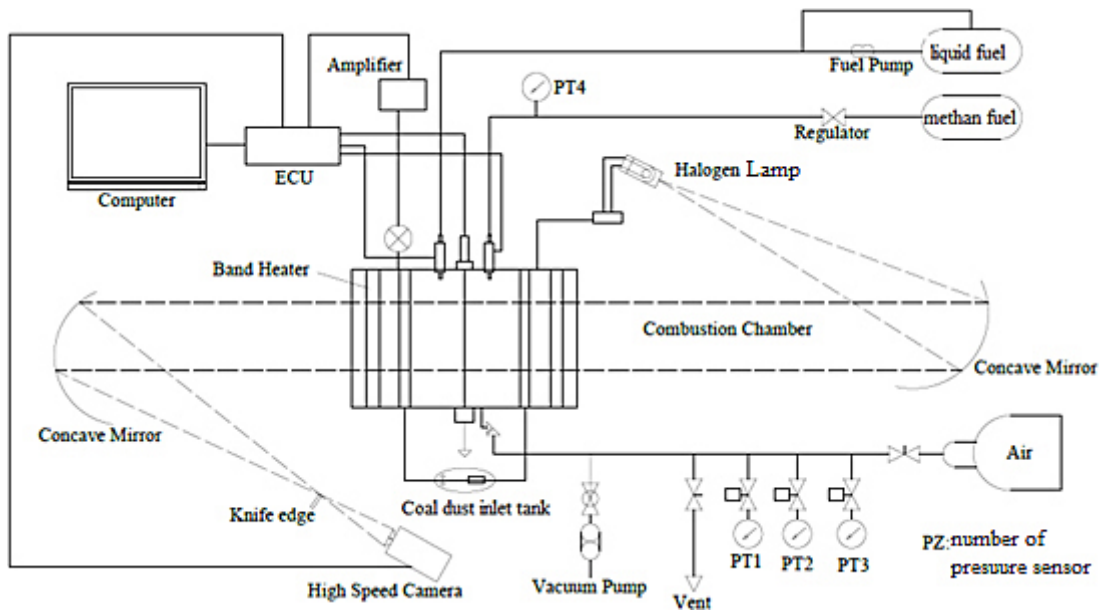 Amplifier
Fuel Pump
liquid fuel
PT4
Regulator
methan fuel
Computer
ECU
Halogen Lamp
Band Heater
Combustion Chamber
Concave Mirror
Concave Mirror
Knife edge
High Speed Camera
Coal dust inlet tank
Vacuum Pump
Vent
PT1
PT2
PT3
Air
PZ:number of
presuure sensor